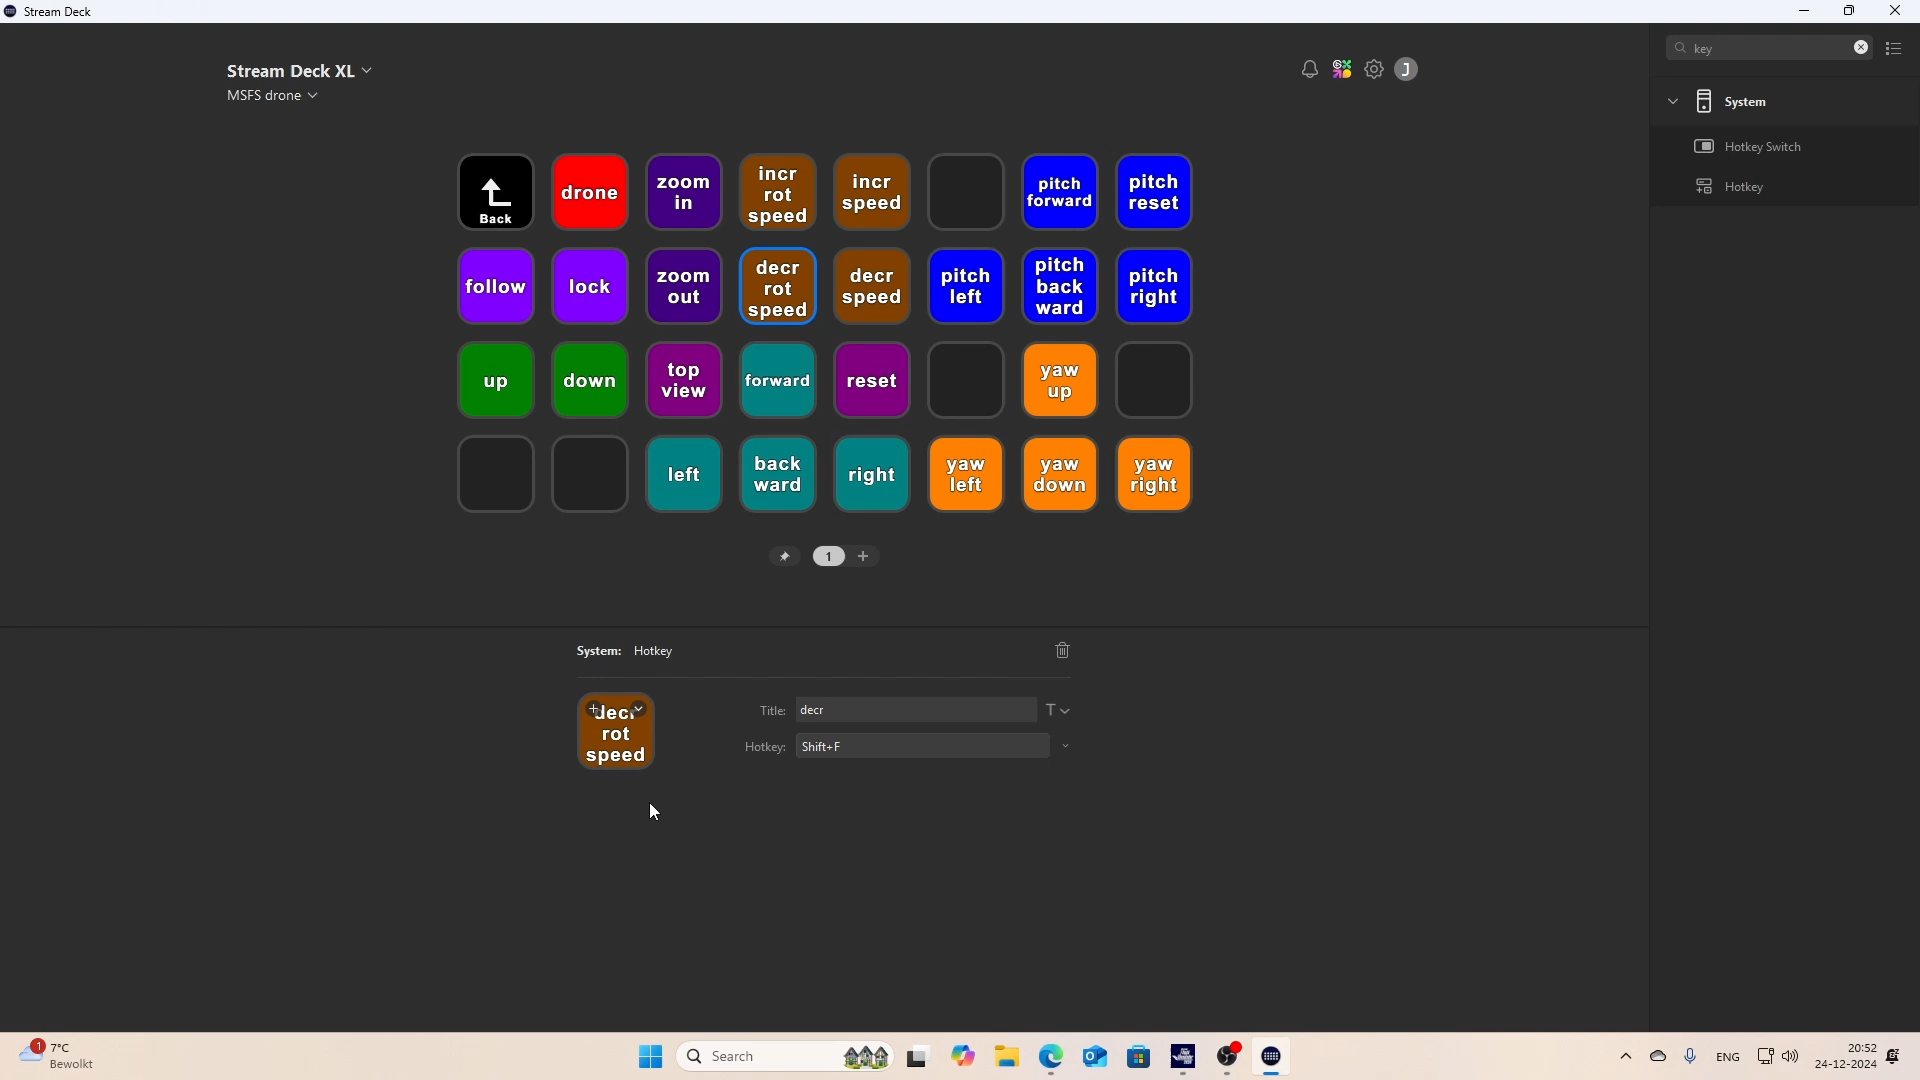 Stream Deck
Stream Deck XL
MSFS drone
J
key
System
Hotkey Switch
Hotkey
Back
drone
zoom
in
incr
rot
speed
incr
speed
pitch
forward
pitch
reset
follow
lock
zoom
out
decr
rot
speed
decr
speed
pitch
left
pitch
back
ward
pitch
right
up
down
top
view
forward
reset
yaw
up
left
back
ward
right
yaw
left
yaw
down
yaw
right
1
System: Hotkey
decr
rot
speed
Title: decr
T
Hotkey: Shift+F
1
7°C
Bewolkt
Search
ENG
20:52
24-12-2024